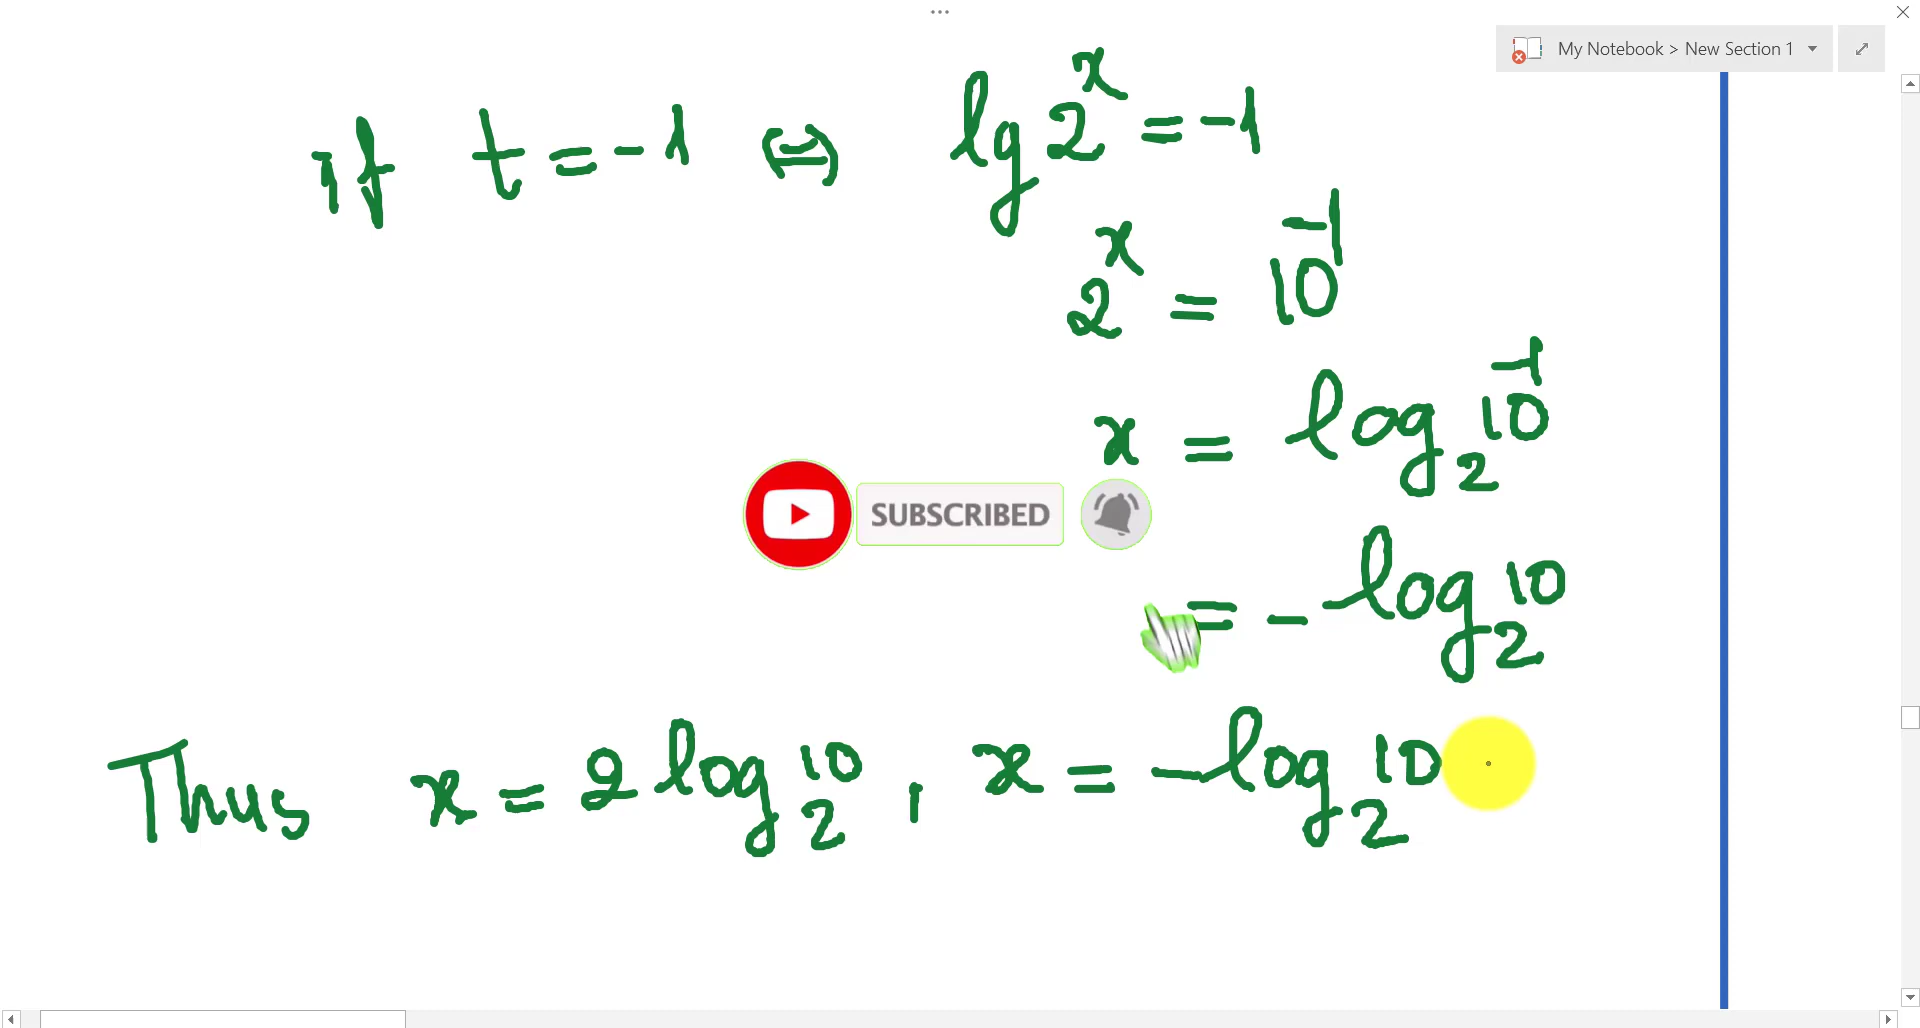 My Notebook > New Section 1
if t = -1 ⇔ lg 2^x = -1
2^x = 10^-1
x = log_2 10^-1
SUBSCRIBED
= - log_2 10
Thus x = 2 log_2 10 , x = - log_2 10